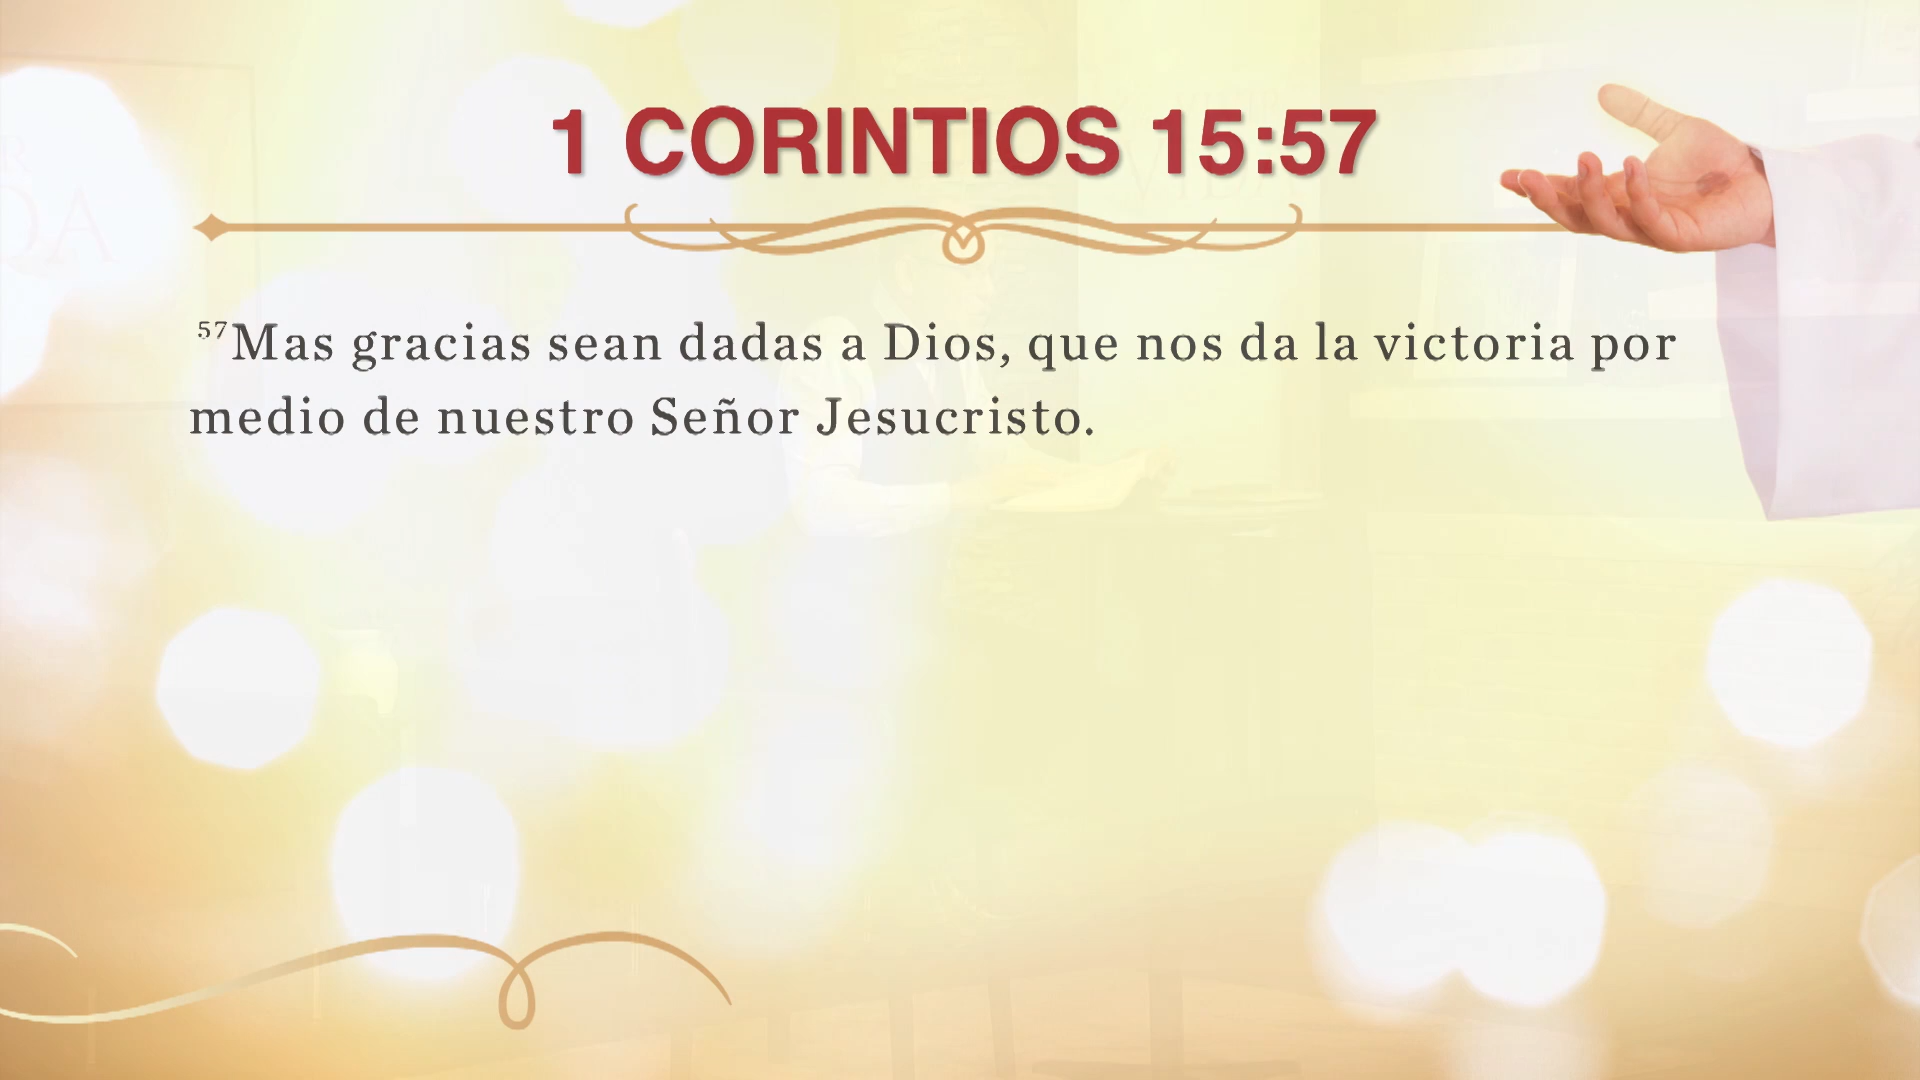 1 CORINTIOS 15:57
57Mas gracias sean dadas a Dios, que nos da la victoria por
medio de nuestro Señor Jesucristo.